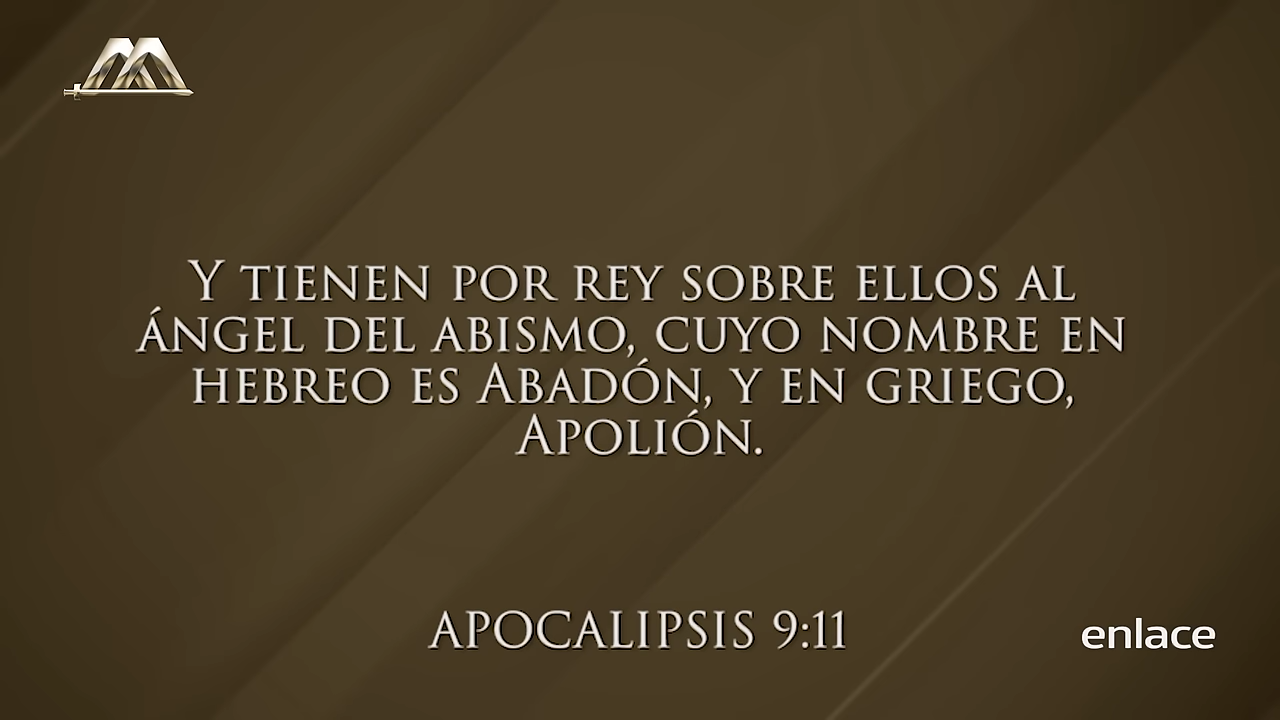 Y TIENEN POR REY SOBRE ELLOS AL
ÁNGEL DEL ABISMO, CUYO NOMBRE EN
HEBREO ES ABADÓN, Y EN GRIEGO,
APOLIÓN.
APOCALIPSIS 9:11
enlace